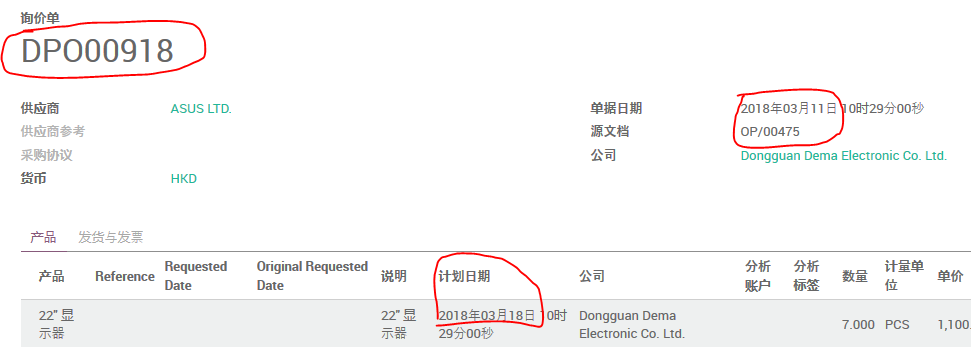 询价单
DPO00918
供应商 ASUS LTD. 单据日期 2018年03月11日 10时29分00秒
供应商参考 源文档 OP/00475
采购协议 公司 Dongguan Dema Electronic Co. Ltd.
货币 HKD
产品 发货与发票
产品 Reference Requested Date Original Requested Date 说明 计划日期 公司 分析账户 分析标签 数量 计量单位 单价
22" 显示器 22" 显示器 2018年03月18日 10时29分00秒 Dongguan Dema Electronic Co. Ltd. 7.000 PCS 1,100.